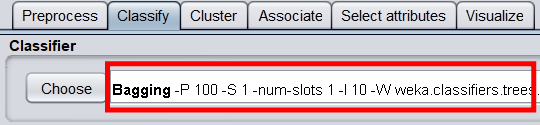 Preprocess Classify Cluster Associate Select attributes Visualize
Classifier
Choose Bagging -P 100 -S 1 -num-slots 1 -I 10 -W weka.classifiers.trees.